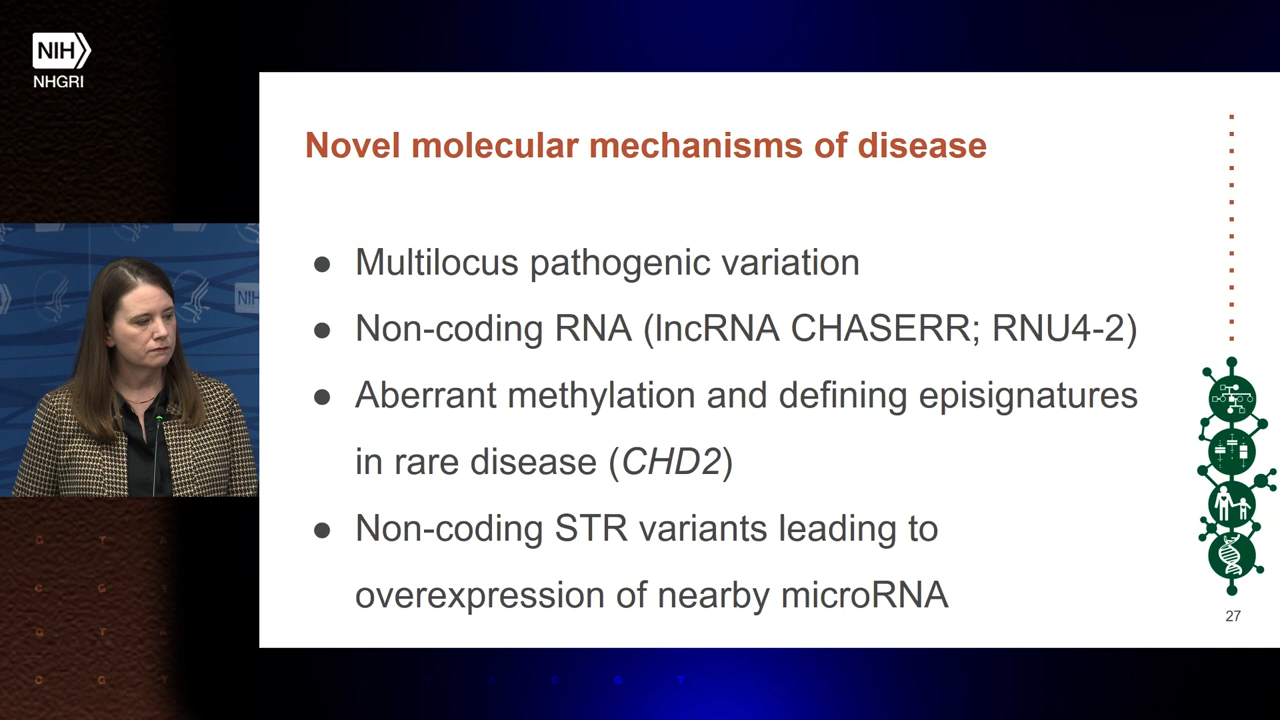 NIH
NHGRI
Novel molecular mechanisms of disease
● Multilocus pathogenic variation
● Non-coding RNA (lncRNA CHASERR; RNU4-2)
● Aberrant methylation and defining episignatures
in rare disease (CHD2)
● Non-coding STR variants leading to
overexpression of nearby microRNA
27
NIH